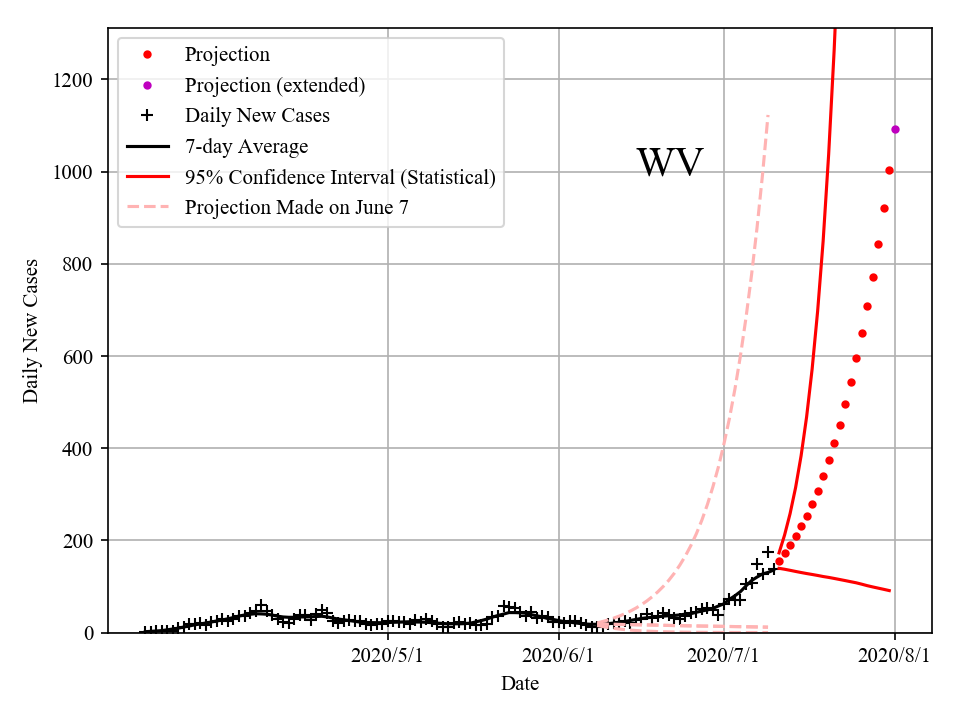 Projection
Projection (extended)
Daily New Cases
7-day Average
95% Confidence Interval (Statistical)
Projection Made on June 7
WV
1200
1000
800
600
400
200
0
Daily New Cases
2020/5/1 2020/6/1 2020/7/1 2020/8/1
Date